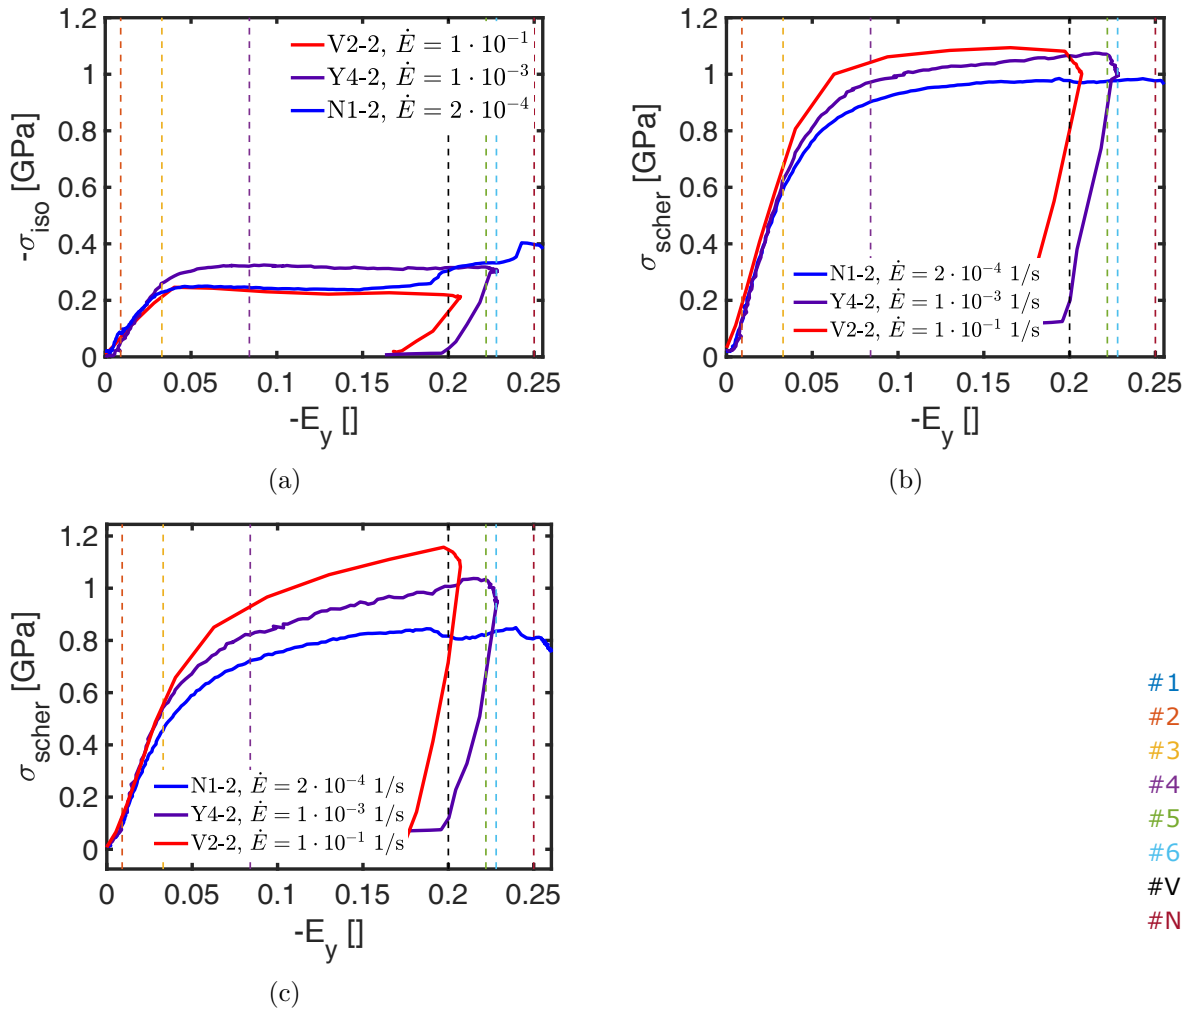 1.2
1
0.8
0.6
0.4
0.2
0
-σiso [GPa]
V2-2, Ė = 1 · 10⁻¹
Y4-2, Ė = 1 · 10⁻³
N1-2, Ė = 2 · 10⁻⁴
0 0.05 0.1 0.15 0.2 0.25
-Ey []
(a)
1.2
1
0.8
0.6
0.4
0.2
0
σscher [GPa]
N1-2, Ė = 2 · 10⁻⁴ 1/s
Y4-2, Ė = 1 · 10⁻³ 1/s
V2-2, Ė = 1 · 10⁻¹ 1/s
0 0.05 0.1 0.15 0.2 0.25
-Ey []
(b)
1.2
1
0.8
0.6
0.4
0.2
0
σscher [GPa]
N1-2, Ė = 2 · 10⁻⁴ 1/s
Y4-2, Ė = 1 · 10⁻³ 1/s
V2-2, Ė = 1 · 10⁻¹ 1/s
0 0.05 0.1 0.15 0.2 0.25
-Ey []
(c)
#1
#2
#3
#4
#5
#6
#V
#N